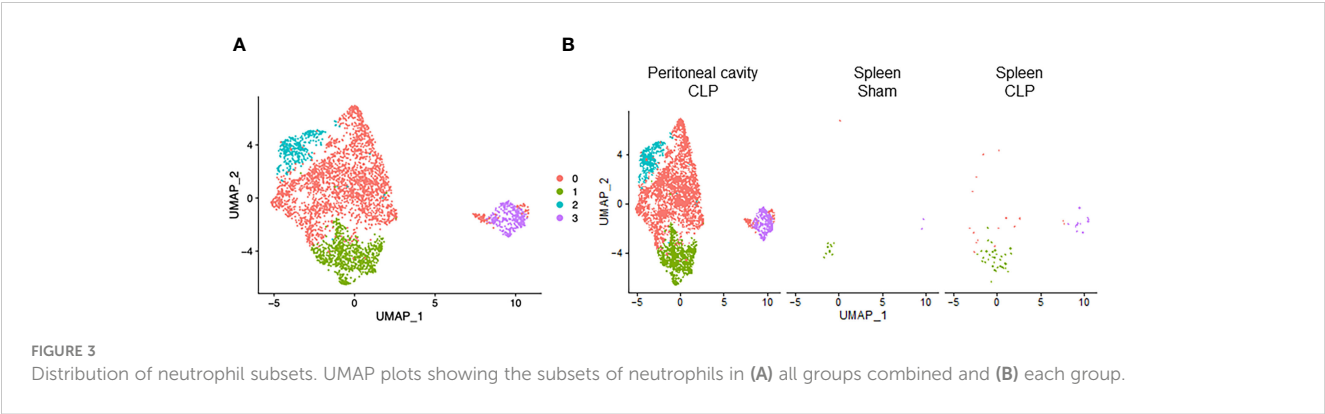 A
B
Peritoneal cavity
CLP
Spleen
Sham
Spleen
CLP
UMAP_2
4
0
−4
−5
0
5
10
UMAP_1
0
1
2
3
UMAP_2
4
0
−4
−5
0
5
10
−5
0
5
10
−5
0
5
10
UMAP_1
FIGURE 3
Distribution of neutrophil subsets. UMAP plots showing the subsets of neutrophils in (A) all groups combined and (B) each group.